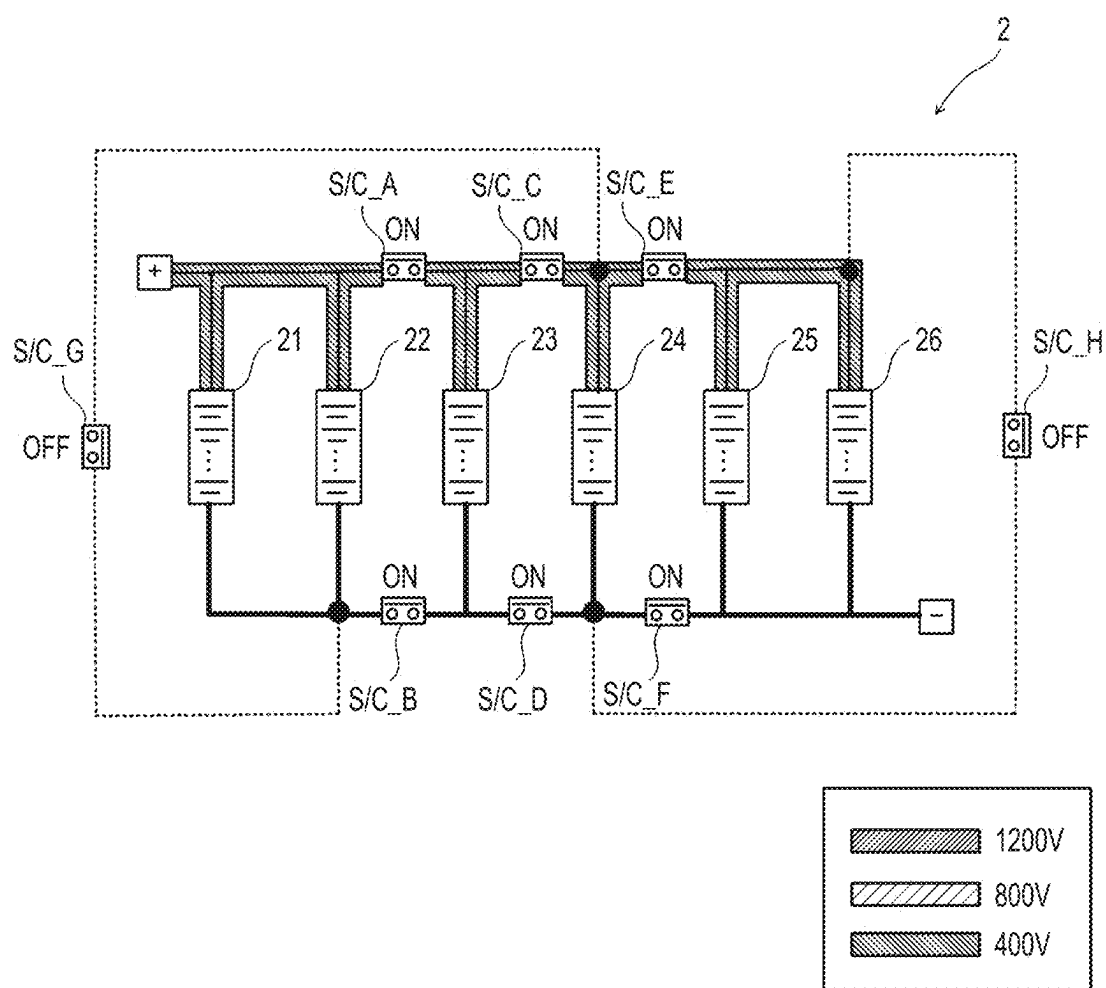 2
S/C_A
S/C_C
S/C_E
ON
ON
ON
+
21
22
23
24
25
26
S/C_G
S/C_H
OFF
OFF
ON
ON
ON
−
S/C_B
S/C_D
S/C_F
1200V
800V
400V